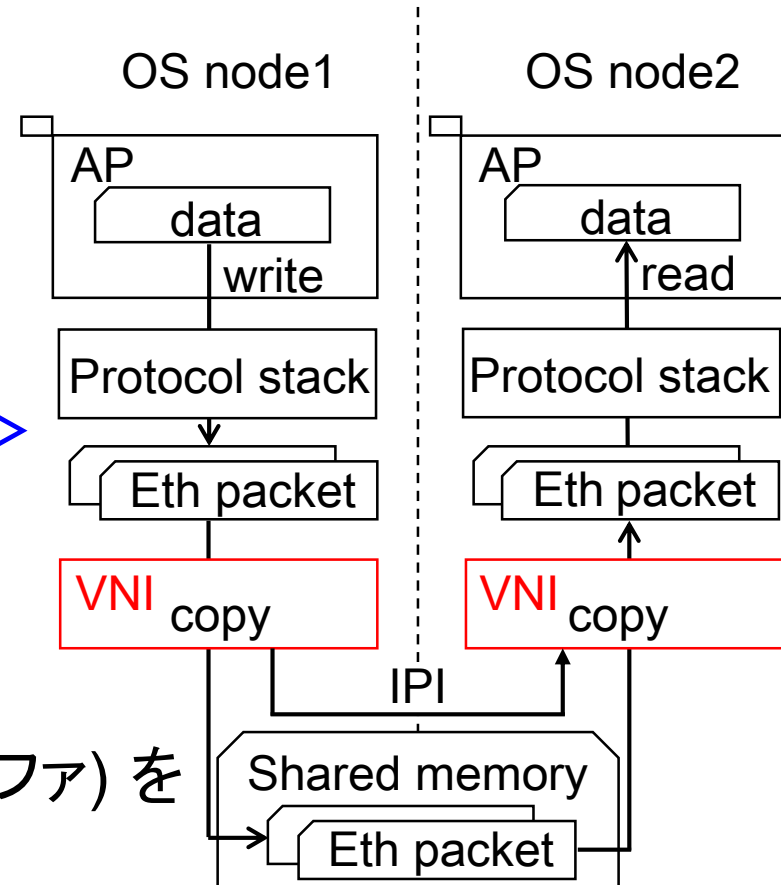 OS node1
OS node2
AP
AP
data
data
write
read
Protocol stack
Protocol stack
Eth packet
Eth packet
VNI
copy
VNI
copy
IPI
ファ) を
Shared memory
Eth packet